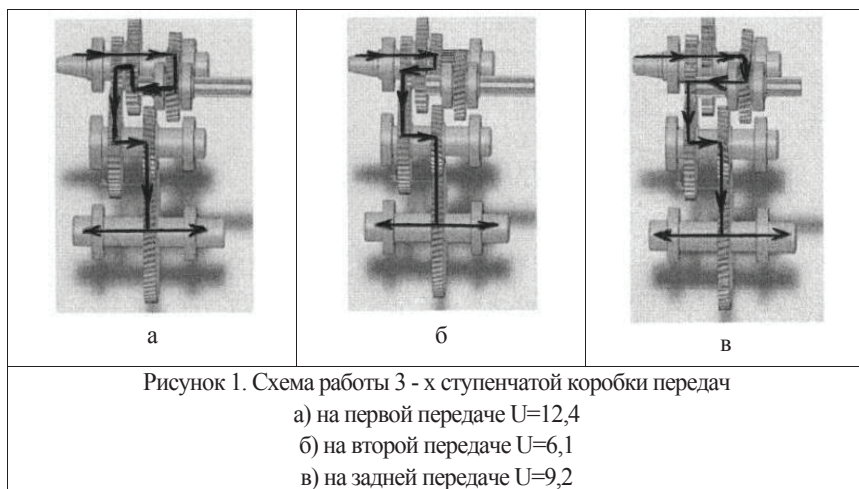 а
б
в
Рисунок 1. Схема работы 3 - х ступенчатой коробки передач
а) на первой передаче U=12,4
б) на второй передаче U=6,1
в) на задней передаче U=9,2